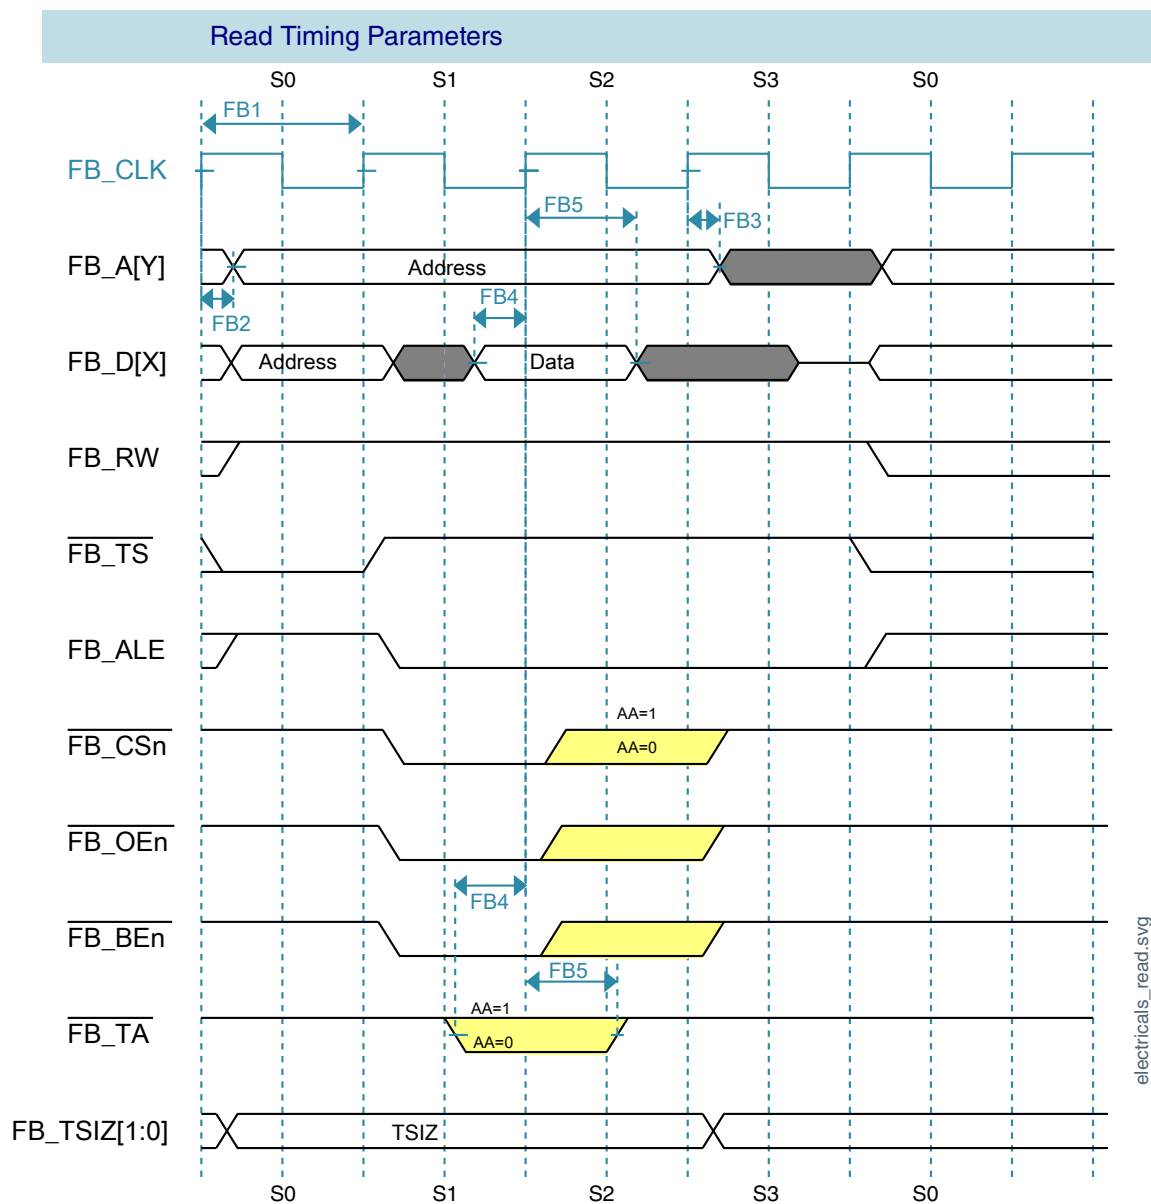 Read Timing Parameters
S0 S1 S2 S3 S0
FB1
FB_CLK
FB5
FB3
FB_A[Y]
Address
FB4
FB2
FB_D[X]
Address
Data
FB_RW
FB_TS
FB_ALE
AA=1
FB_CSn
AA=0
FB_OEn
FB4
FB_BEn
FB5
AA=1
FB_TA
AA=0
FB_TSIZ[1:0]
TSIZ
S0 S1 S2 S3 S0
electricals_read.svg